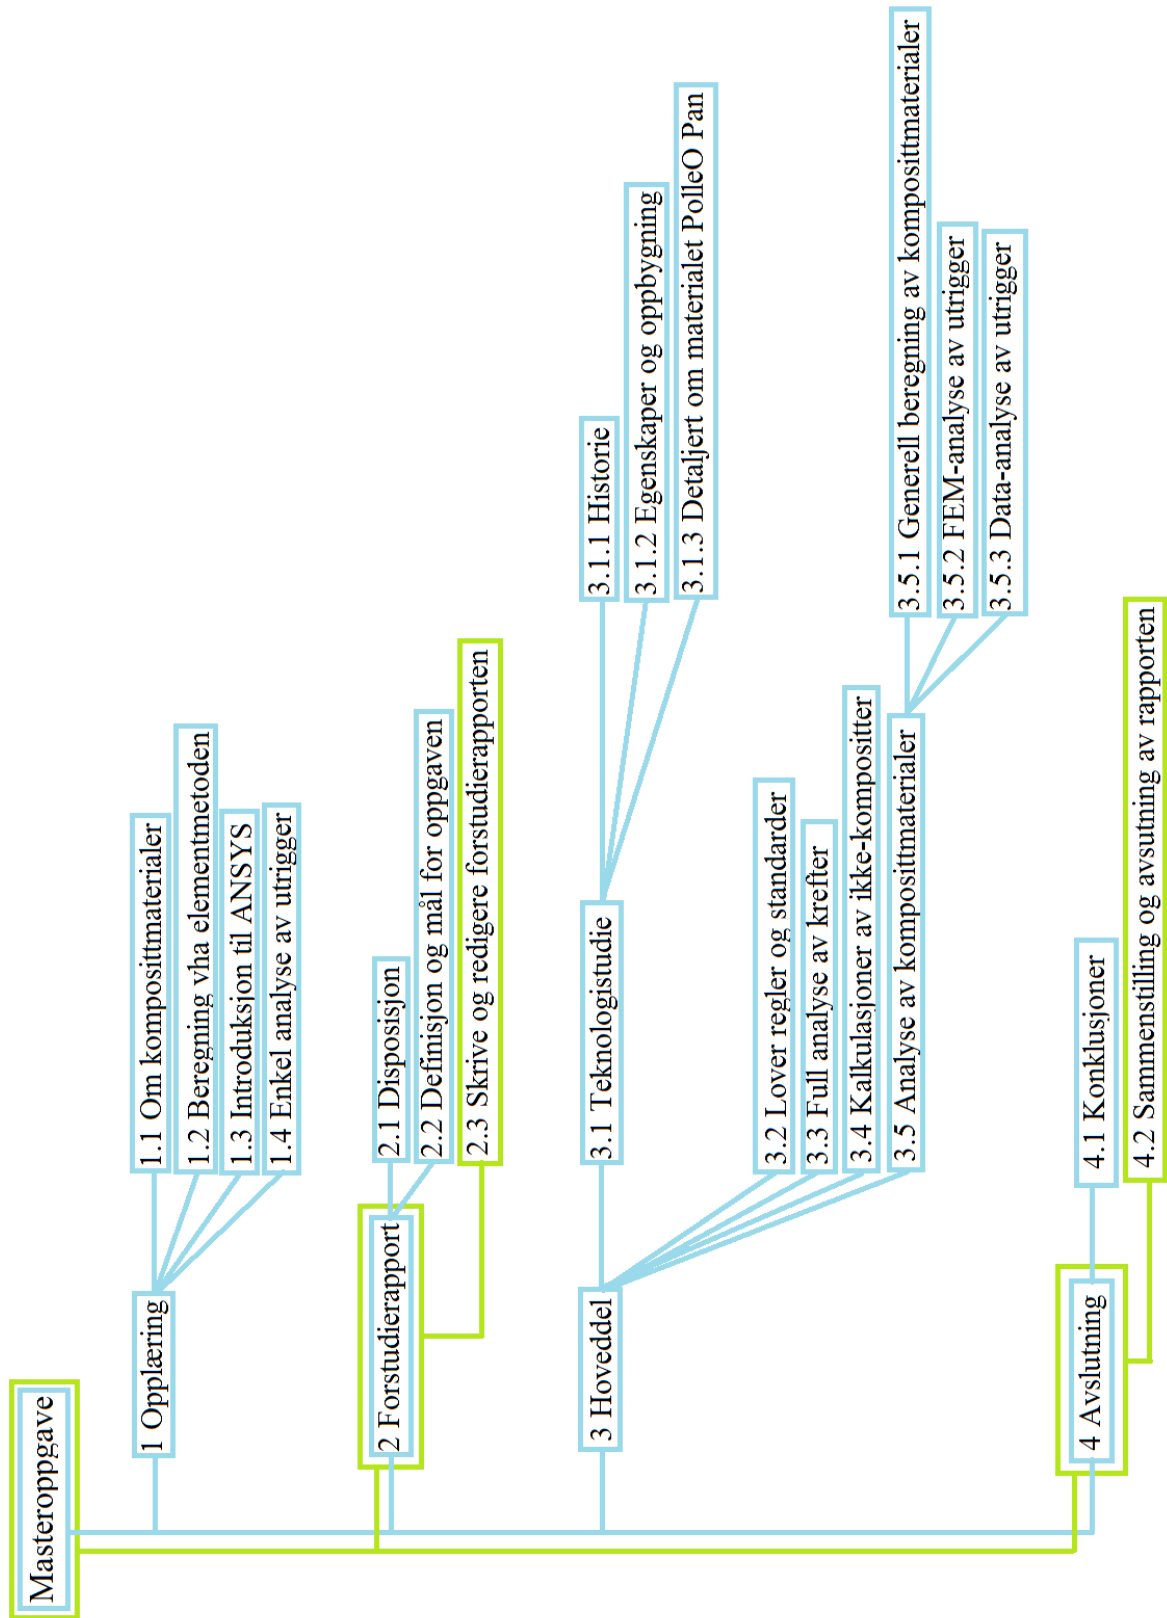 Masteroppgave
1 Opplæring
1.1 Om komposittmaterialer
1.2 Beregning vha elementmetoden
1.3 Introduksjon til ANSYS
1.4 Enkel analyse av utrigger
2 Forstudierapport
2.1 Disposisjon
2.2 Definisjon og mål for oppgaven
2.3 Skrive og redigere forstudierapporten
3 Hoveddel
3.1 Teknologistudie
3.1.1 Historie
3.1.2 Egenskaper og oppbygning
3.1.3 Detaljert om materialet PolleO Pan
3.2 Lover regler og standarder
3.3 Full analyse av krefter
3.4 Kalkulasjoner av ikke-kompositter
3.5 Analyse av komposittmaterialer
3.5.1 Generell beregning av komposittmaterialer
3.5.2 FEM-analyse av utrigger
3.5.3 Data-analyse av utrigger
4 Avslutning
4.1 Konklusjoner
4.2 Sammenstilling og avsutning av rapporten